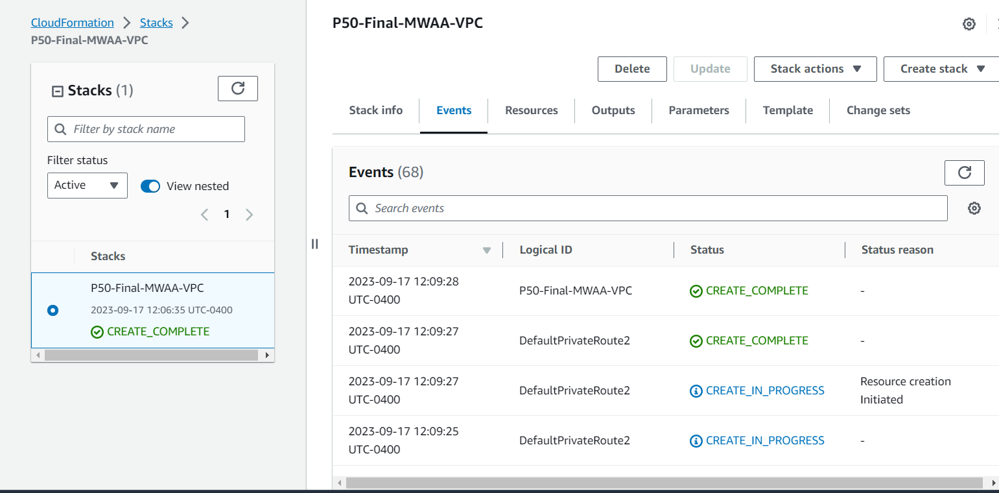 CloudFormation > Stacks >
P50-Final-MWAA-VPC
Stacks (1)
Filter by stack name
Filter status
Active
View nested
1
Stacks
P50-Final-MWAA-VPC
2023-09-17 12:06:35 UTC-0400
CREATE_COMPLETE
P50-Final-MWAA-VPC
Delete Update Stack actions Create stack
Stack info Events Resources Outputs Parameters Template Change sets
Events (68)
Search events
Timestamp Logical ID Status Status reason
2023-09-17 12:09:28
UTC-0400
P50-Final-MWAA-VPC
CREATE_COMPLETE
-
2023-09-17 12:09:27
UTC-0400
DefaultPrivateRoute2
CREATE_COMPLETE
-
2023-09-17 12:09:27
UTC-0400
DefaultPrivateRoute2
CREATE_IN_PROGRESS
Resource creation
Initiated
2023-09-17 12:09:25
UTC-0400
DefaultPrivateRoute2
CREATE_IN_PROGRESS
-